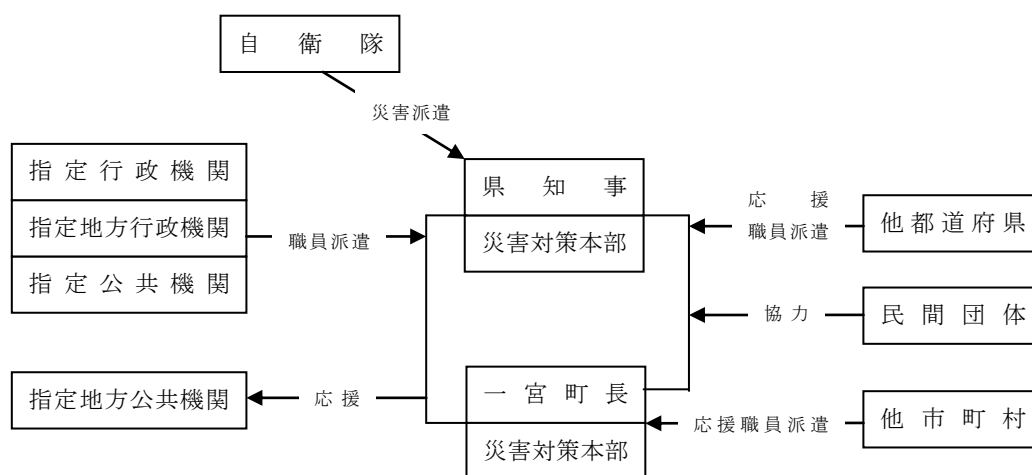 自衛隊
災害派遣
指定行政機関
指定地方行政機関
指定公共機関
職員派遣
県知事
災害対策本部
応援
職員派遣
他都道府県
協力
民間団体
指定地方公共機関
応援
一宮町長
災害対策本部
応援職員派遣
他市町村